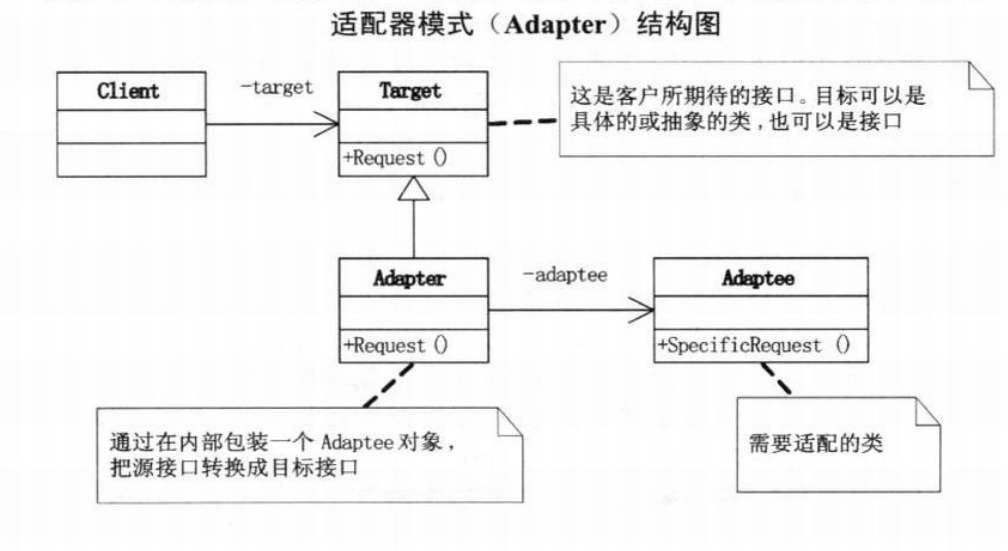 适配器模式（Adapter）结构图
Client
-target
Target
+Request()
这是客户所期待的接口。目标可以是
具体的或抽象的类,也可以是接口
Adapter
+Request()
-adaptee
Adaptee
+SpecificRequest ()
通过在内部包装一个 Adaptee 对象,
把源接口转换成目标接口
需要适配的类